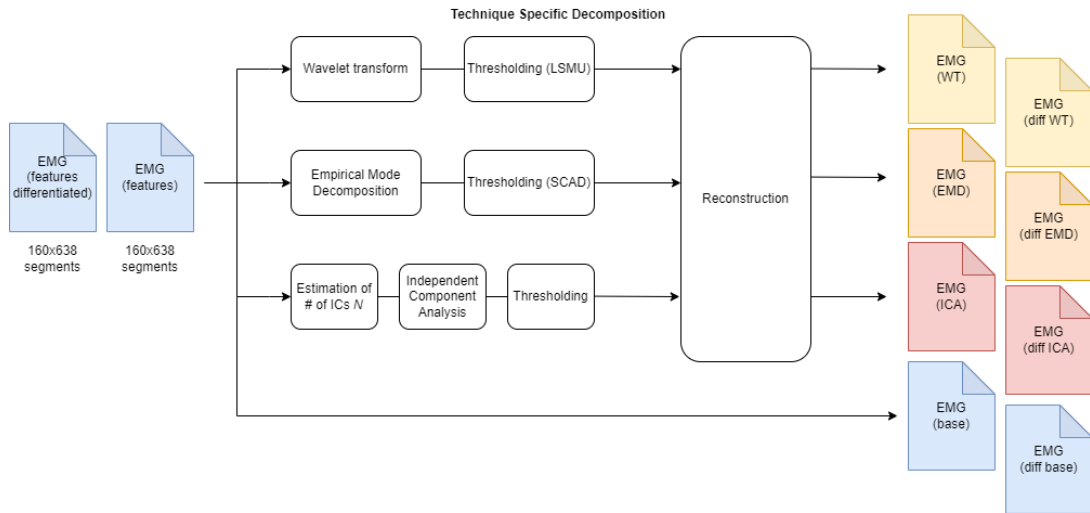 Technique Specific Decomposition
EMG
(features
differentiated)
160x638
segments
EMG
(features)
160x638
segments
Wavelet transform
Thresholding (LSMU)
Empirical Mode
Decomposition
Thresholding (SCAD)
Estimation of
# of ICs N
Independent
Component
Analysis
Thresholding
Reconstruction
EMG
(WT)
EMG
(diff WT)
EMG
(EMD)
EMG
(diff EMD)
EMG
(ICA)
EMG
(diff ICA)
EMG
(base)
EMG
(diff base)